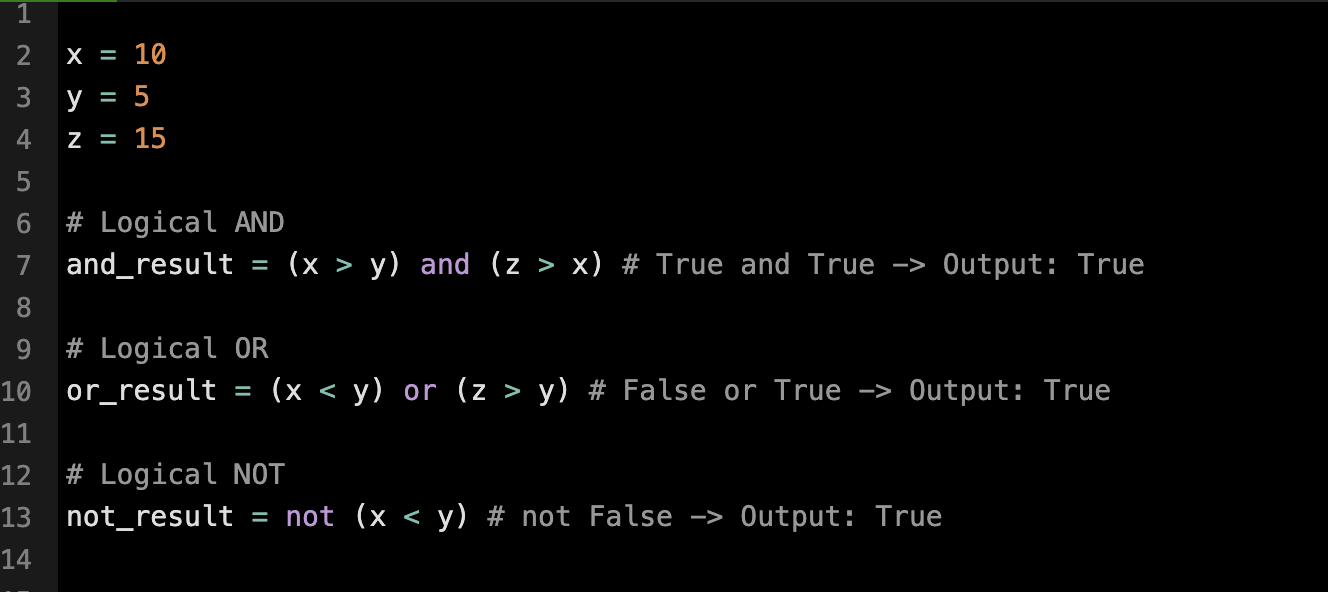 1
2 x = 10
3 y = 5
4 z = 15
5
6 # Logical AND
7 and_result = (x > y) and (z > x) # True and True -> Output: True
8
9 # Logical OR
10 or_result = (x < y) or (z > y) # False or True -> Output: True
11
12 # Logical NOT
13 not_result = not (x < y) # not False -> Output: True
14